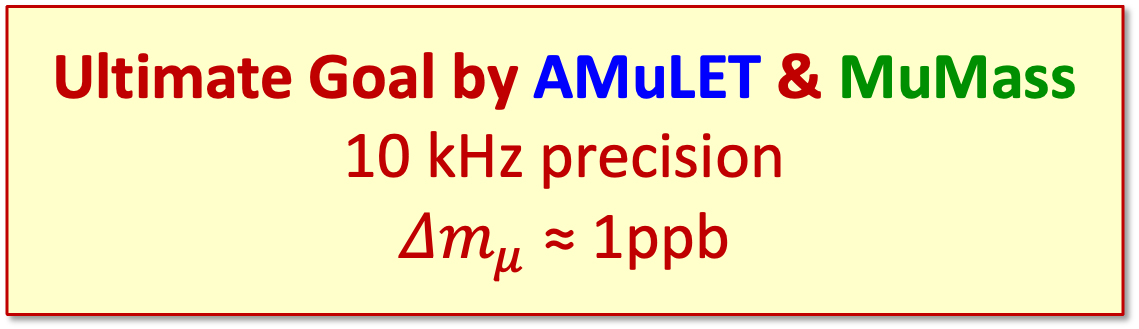 Ultimate Goal by AMuLET & MuMass
10 kHz precision
Δm_μ ≈ 1ppb